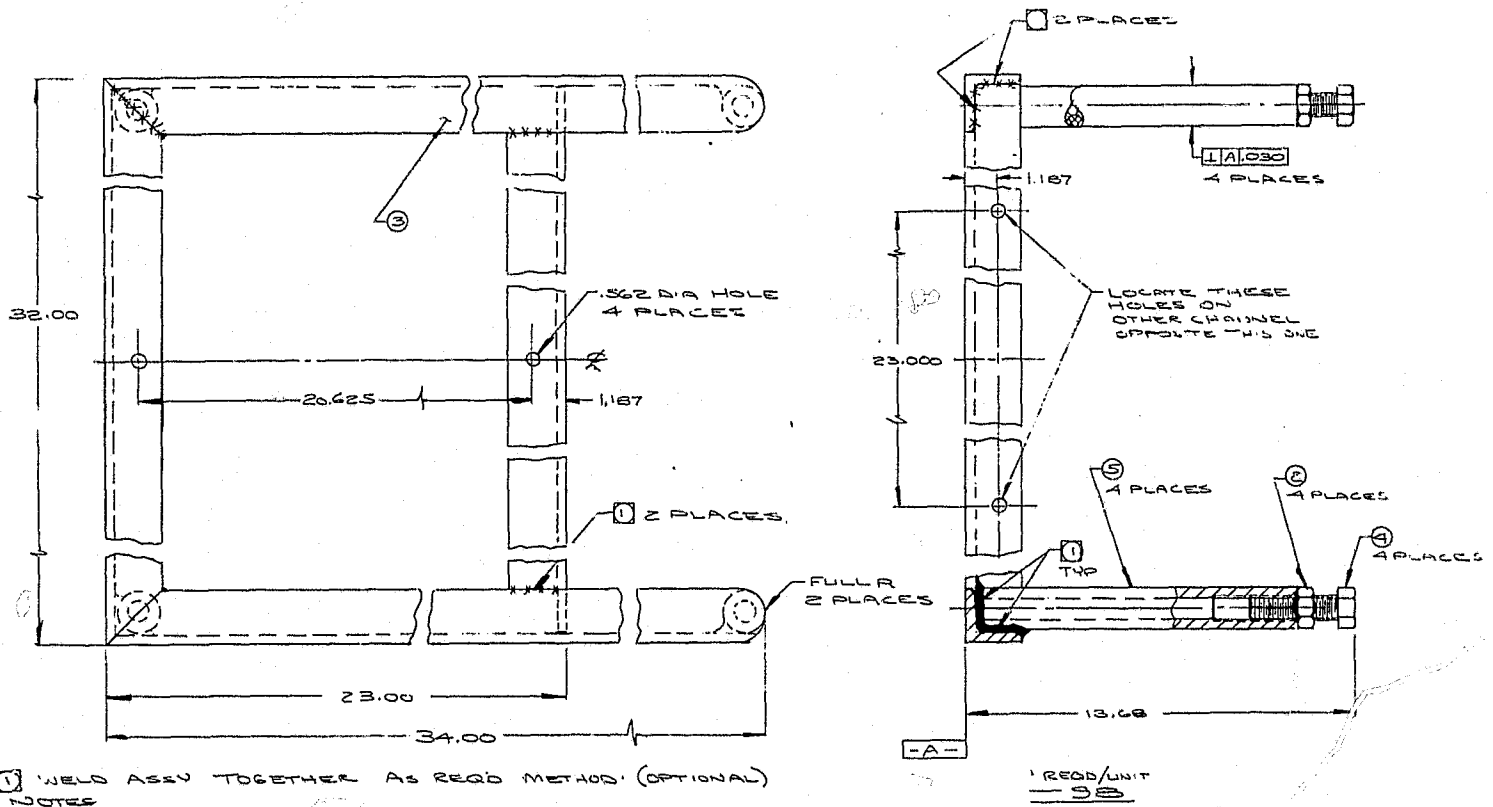 2 PLACES
⊥ A .030
4 PLACES
1.187
3
.562 DIA HOLE
4 PLACES
32.00
LOCATE THESE
HOLES ON
OTHER CHANNEL
OPPOSITE THIS ONE
23.000
20.625
1.187
5
4 PLACES
2
4 PLACES
4
4 PLACES
1 2 PLACES
1
TYP
FULL R
2 PLACES
23.00
34.00
13.68
-A-
1 WELD ASSY TOGETHER AS REQD METHOD (OPTIONAL)
NOTES
1 REQD/UNIT